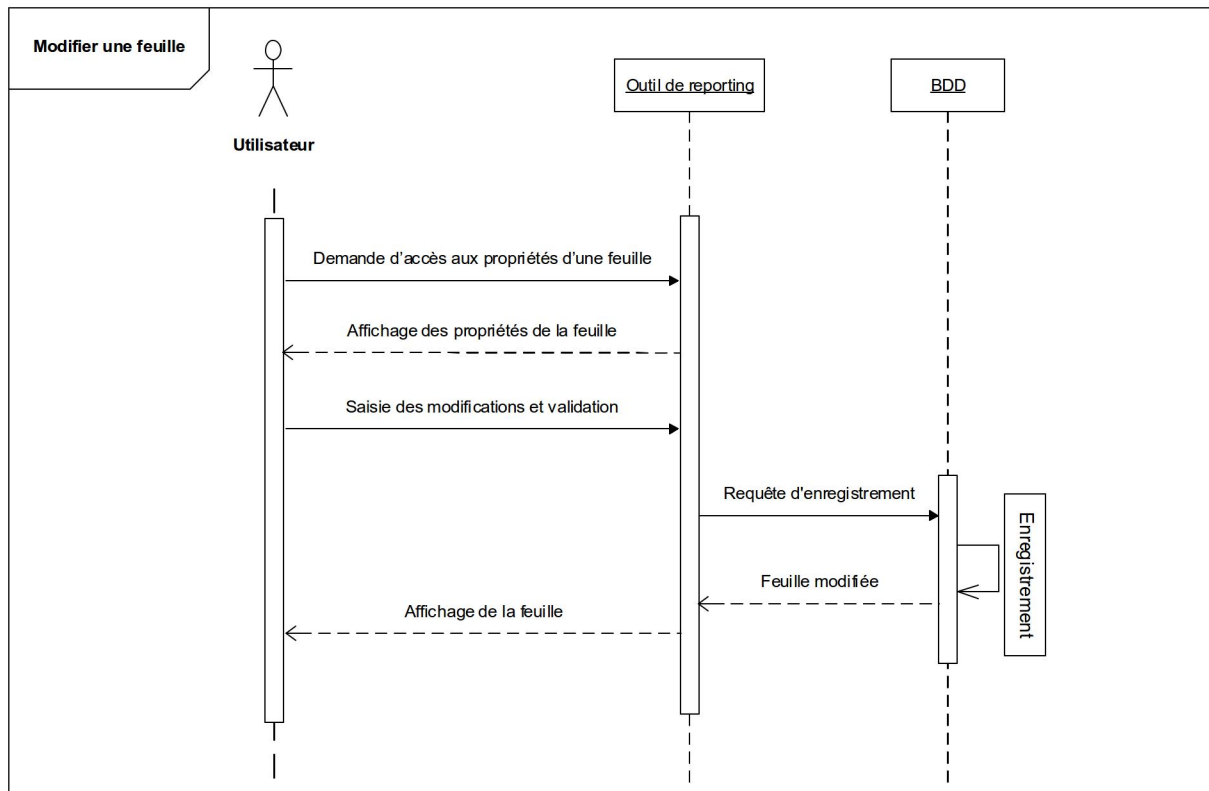 Modifier une feuille
Utilisateur
Outil de reporting
BDD
Demande d'accès aux propriétés d'une feuille
Affichage des propriétés de la feuille
Saisie des modifications et validation
Requête d'enregistrement
Enregistrement
Feuille modifiée
Affichage de la feuille